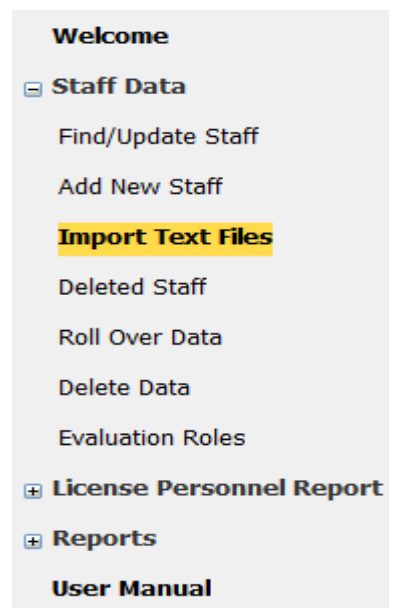 Welcome
Staff Data
Find/Update Staff
Add New Staff
Import Text Files
Deleted Staff
Roll Over Data
Delete Data
Evaluation Roles
License Personnel Report
Reports
User Manual